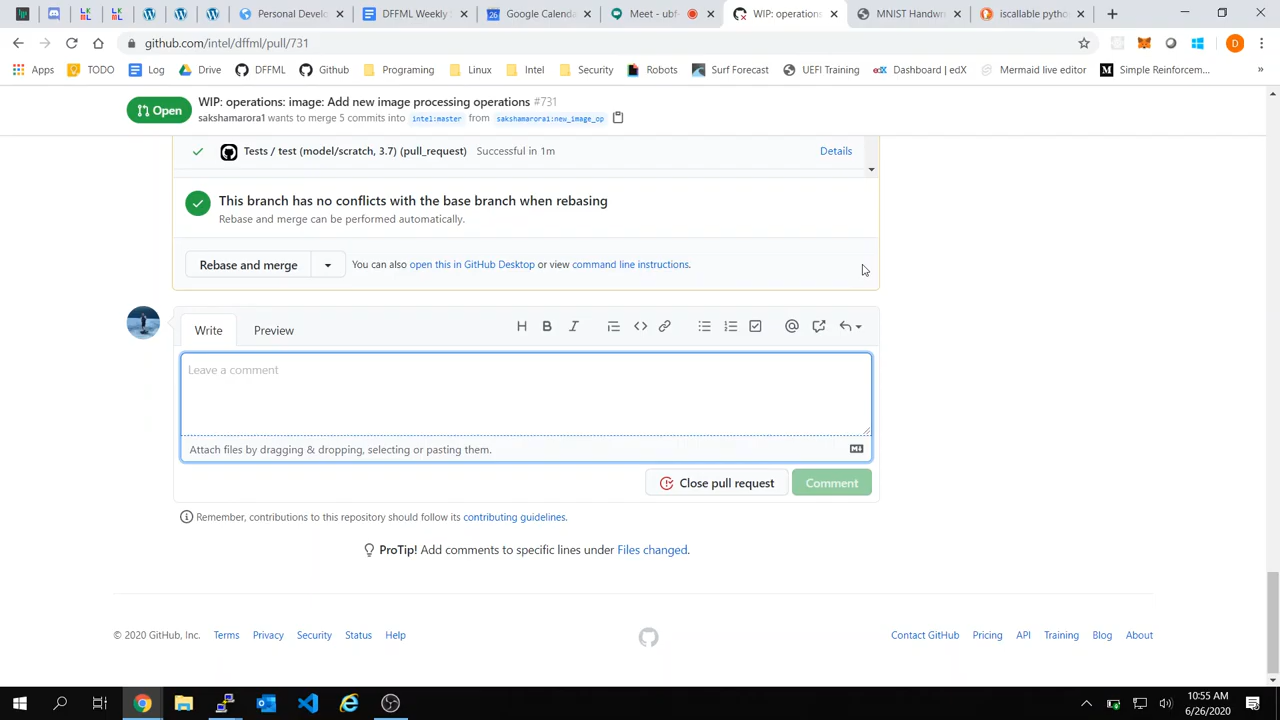 Personal Devel
DFFML Weekly
Google Calenda
Meet - ubf-
WIP: operations
MNIST Handwr
iscallable pytho
github.com/intel/dffml/pull/731
Apps
TODO
Log
Drive
DFFML
Github
Programing
Linux
Intel
Security
Robots
Surf Forecast
UEFI Training
edX
Dashboard | edX
Mermaid live editor
Simple Reinforcem...
Open
WIP: operations: image: Add new image processing operations #731
sakshamarora1 wants to merge 5 commits into intel:master from sakshamarora1:new_image_op
Tests / test (model/scratch, 3.7) (pull_request) Successful in 1m
Details
This branch has no conflicts with the base branch when rebasing
Rebase and merge can be performed automatically.
Rebase and merge
You can also open this in GitHub Desktop or view command line instructions.
Write
Preview
Leave a comment
Attach files by dragging & dropping, selecting or pasting them.
Close pull request
Comment
Remember, contributions to this repository should follow its contributing guidelines.
ProTip! Add comments to specific lines under Files changed.
© 2020 GitHub, Inc.
Terms
Privacy
Security
Status
Help
Contact GitHub
Pricing
API
Training
Blog
About
10:55 AM
6/26/2020